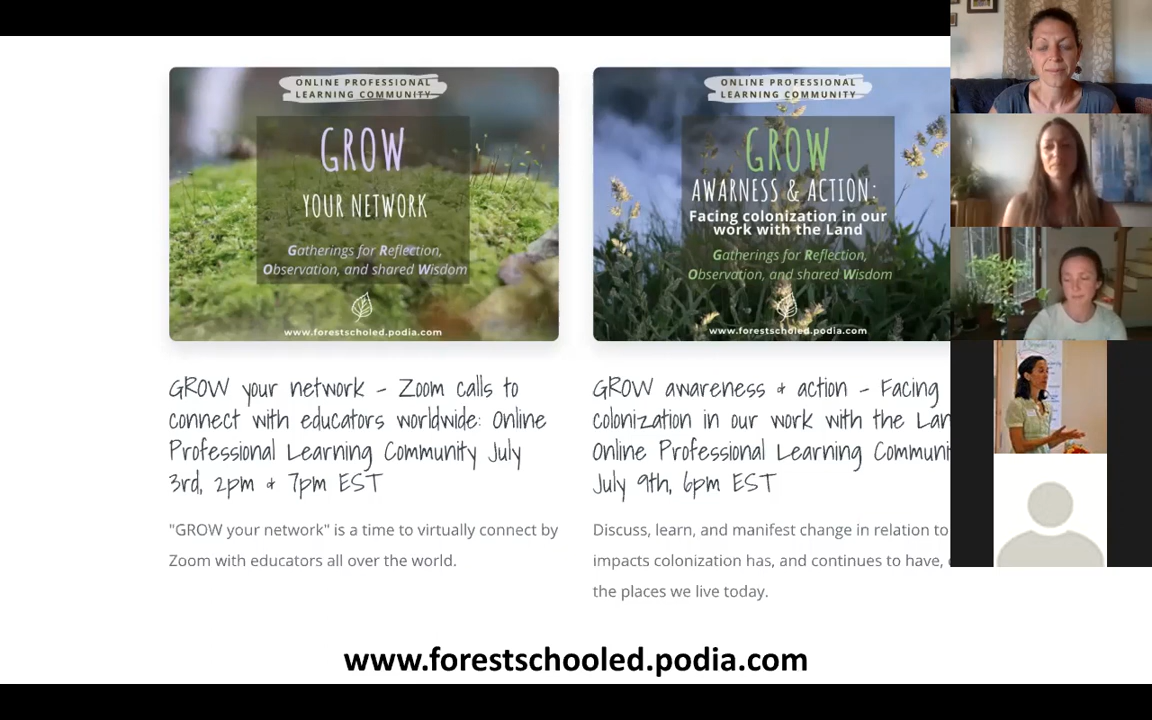 ONLINE PROFESSIONAL
LEARNING COMMUNITY
GROW
YOUR NETWORK
Gatherings for Reflection,
Observation, and shared Wisdom
www.forestscholed.podia.com
GROW your network - Zoom calls to
connect with educators worldwide: Online
Professional Learning Community July
3rd, 2pm & 7pm EST
"GROW your network" is a time to virtually connect by
Zoom with educators all over the world.
ONLINE PROFESSIONAL
LEARNING COMMUNITY
GROW
AWARNESS & ACTION:
Facing colonization in our
work with the Land
Gatherings for Reflection,
Observation, and shared Wisdom
www.forestscholed.podia.com
GROW awareness & action - Facing
colonization in our work with the
Online Professional Learning
July 9th, 6pm EST
Discuss, learn, and manifest change in relation to
impacts colonization has, and continues to have,
the places we live today.
www.forestschooled.podia.com